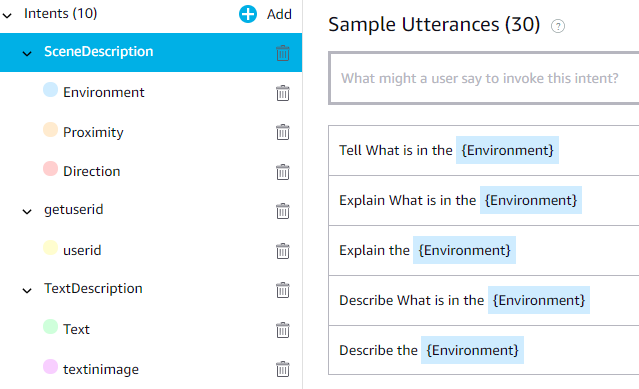 Intents (10)
Add
SceneDescription
Environment
Proximity
Direction
getuserid
userid
TextDescription
Text
textinimage
Sample Utterances (30) ?
What might a user say to invoke this intent?
Tell What is in the {Environment}
Explain What is in the {Environment}
Explain the {Environment}
Describe What is in the {Environment}
Describe the {Environment}